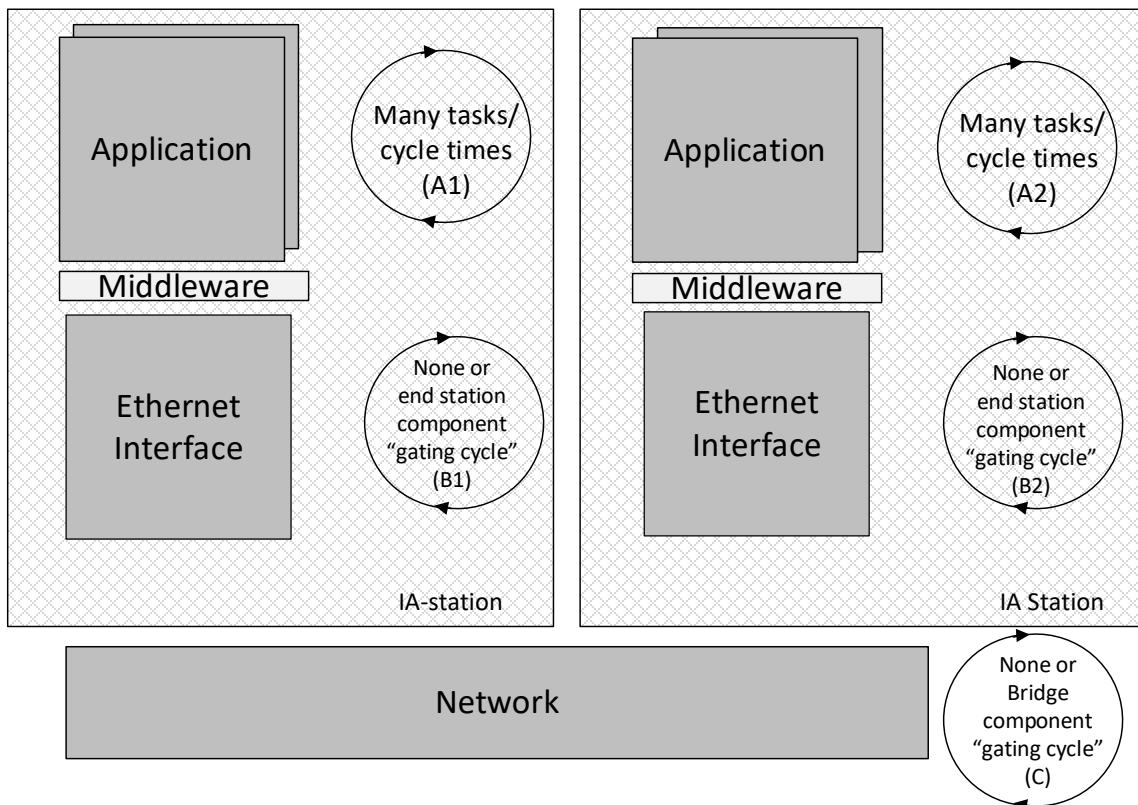 Application
Many tasks/
cycle times
(A1)
Middleware
Ethernet
Interface
None or
end station
component
“gating cycle”
(B1)
IA-station
Application
Many tasks/
cycle times
(A2)
Middleware
Ethernet
Interface
None or
end station
component
“gating cycle”
(B2)
IA Station
Network
None or
Bridge
component
“gating cycle”
(C)